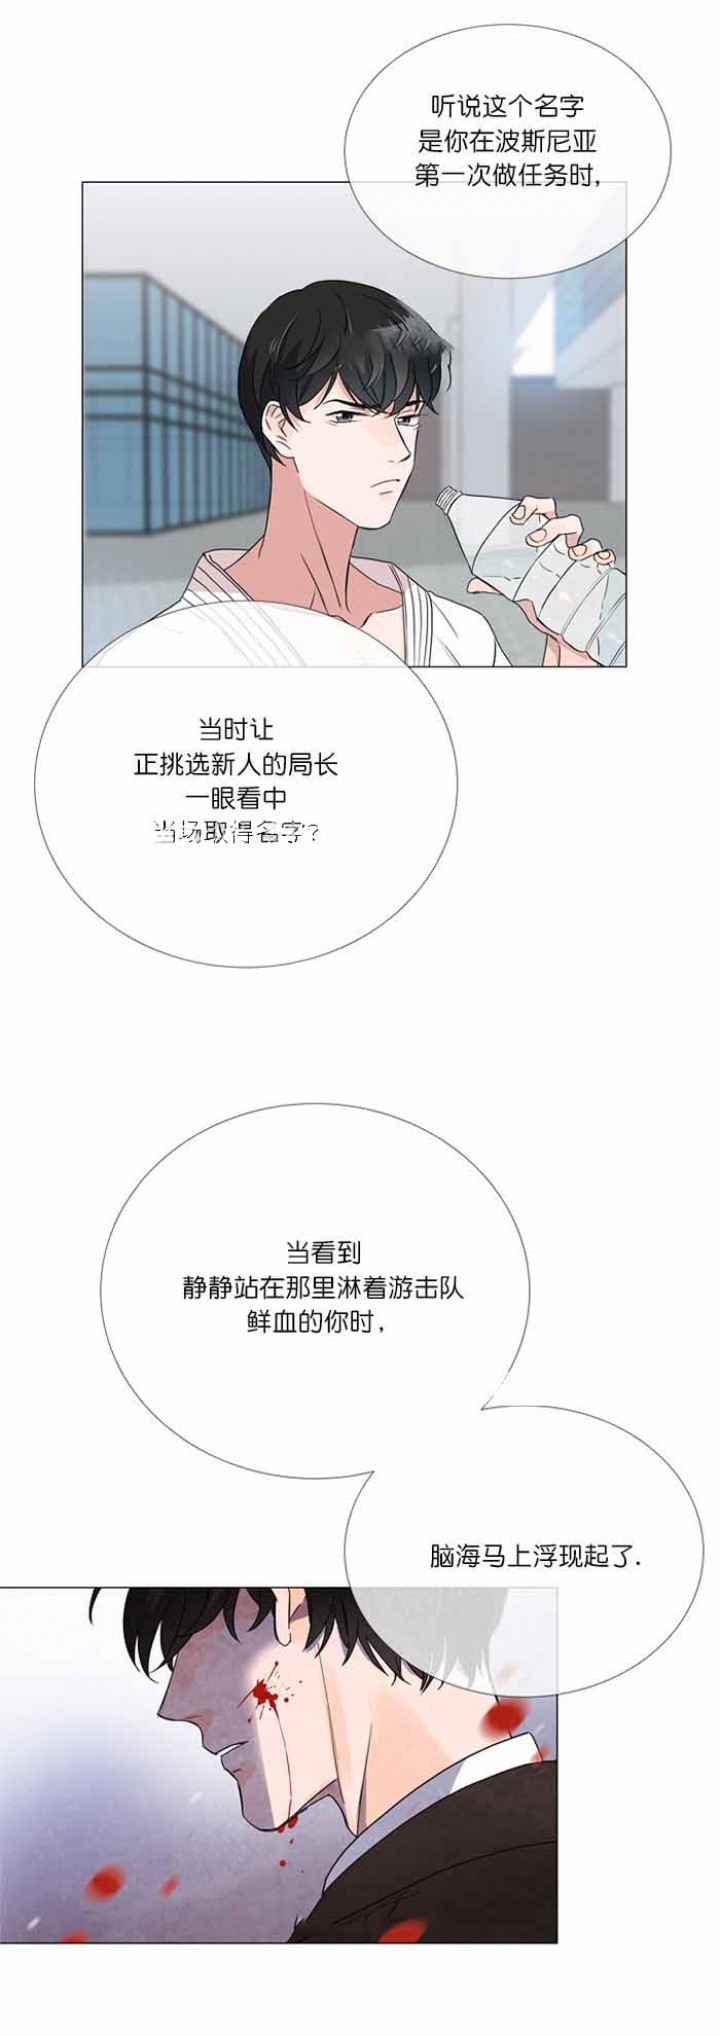 听说这个名字
是你在波斯尼亚
第一次做任务时,
当时让
正挑选新人的局长
一眼看中
当场取得名字?
当看到
静静站在那里淋着游击队
鲜血的你时,
脑海马上浮现起了.